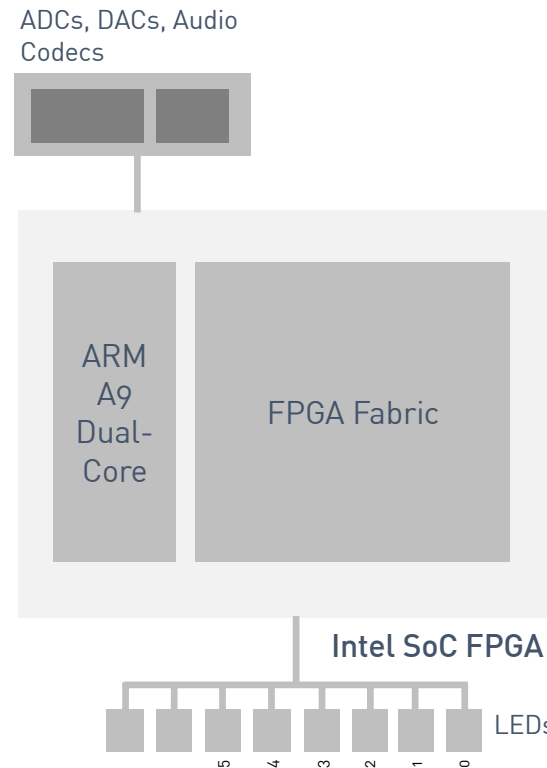 ADCs, DACs, Audio
Codecs
ARM
A9
Dual-
Core
FPGA Fabric
Intel SoC FPGA
LEDs
5
4
3
2
1
0